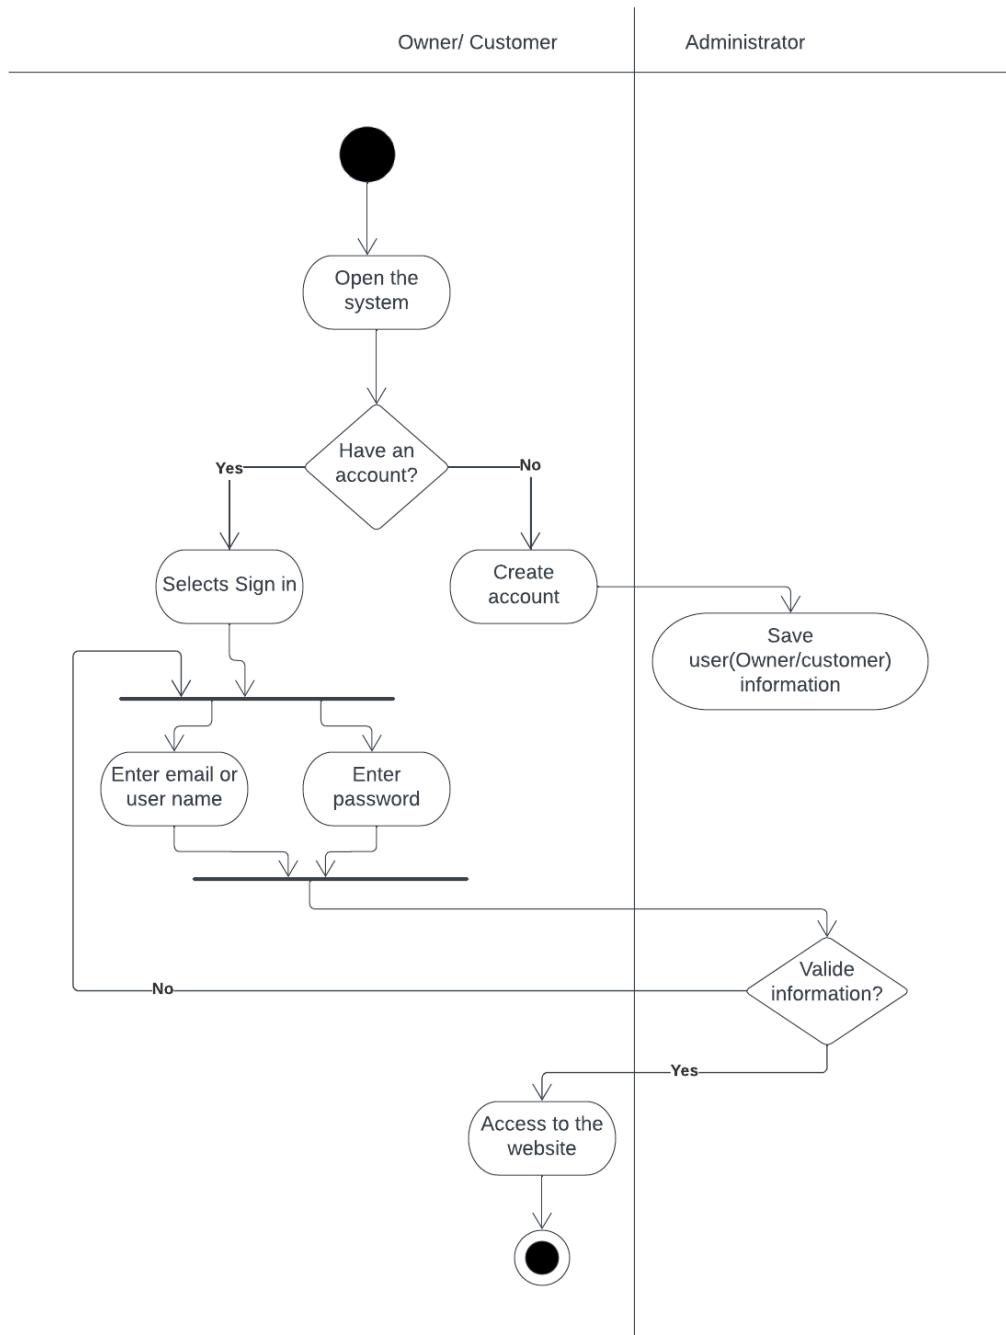 Owner/ Customer
Administrator
Open the
system
Have an
account?
Yes
No
Selects Sign in
Create
account
Save
user(Owner/customer)
information
Enter email or
user name
Enter
password
Valide
information?
No
Yes
Access to the
website